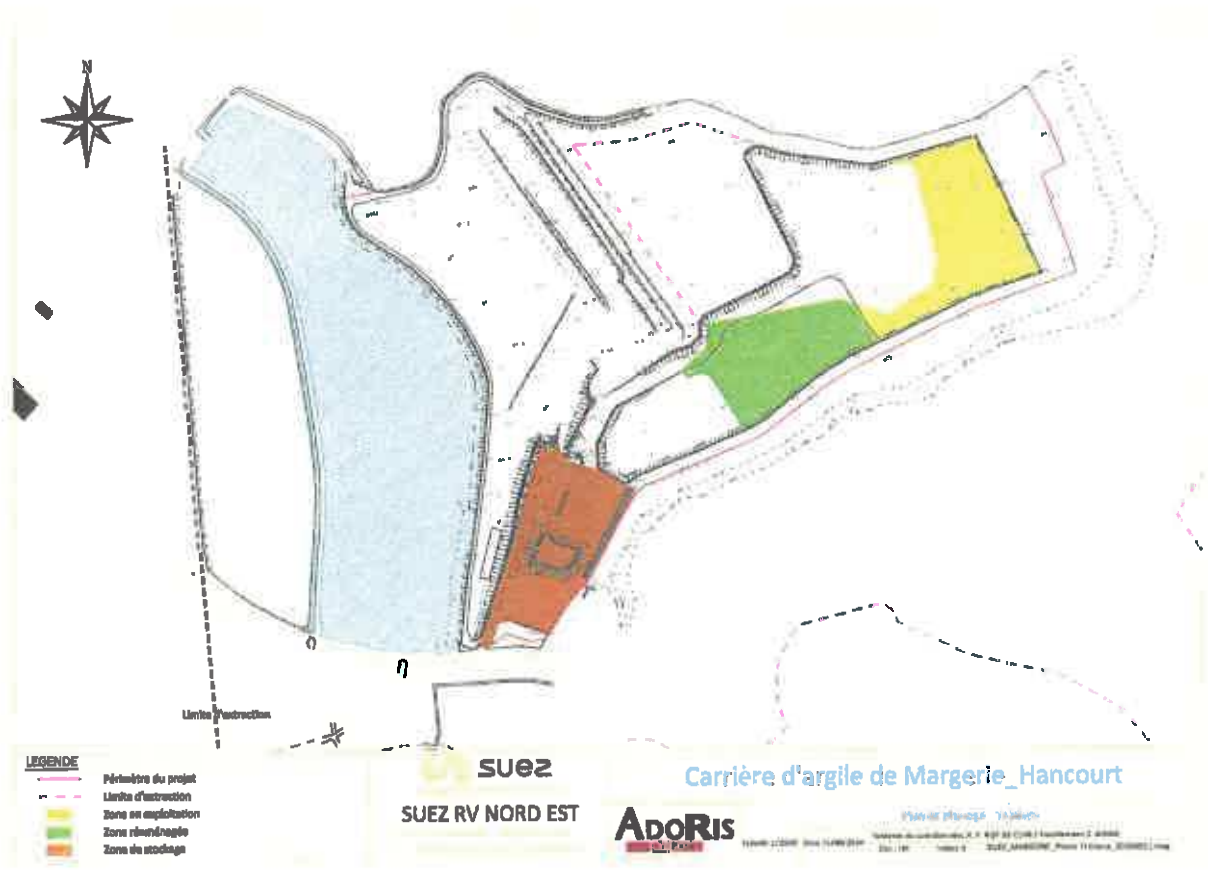 N
Limite d'extraction
LEGENDE
Périmètre du projet
Limite d'extraction
Zone en exploitation
Zone réaménagée
Zone de stockage
suez
SUEZ RV NORD EST
Carrière d'argile de Margerie_Hancourt
ADORIS